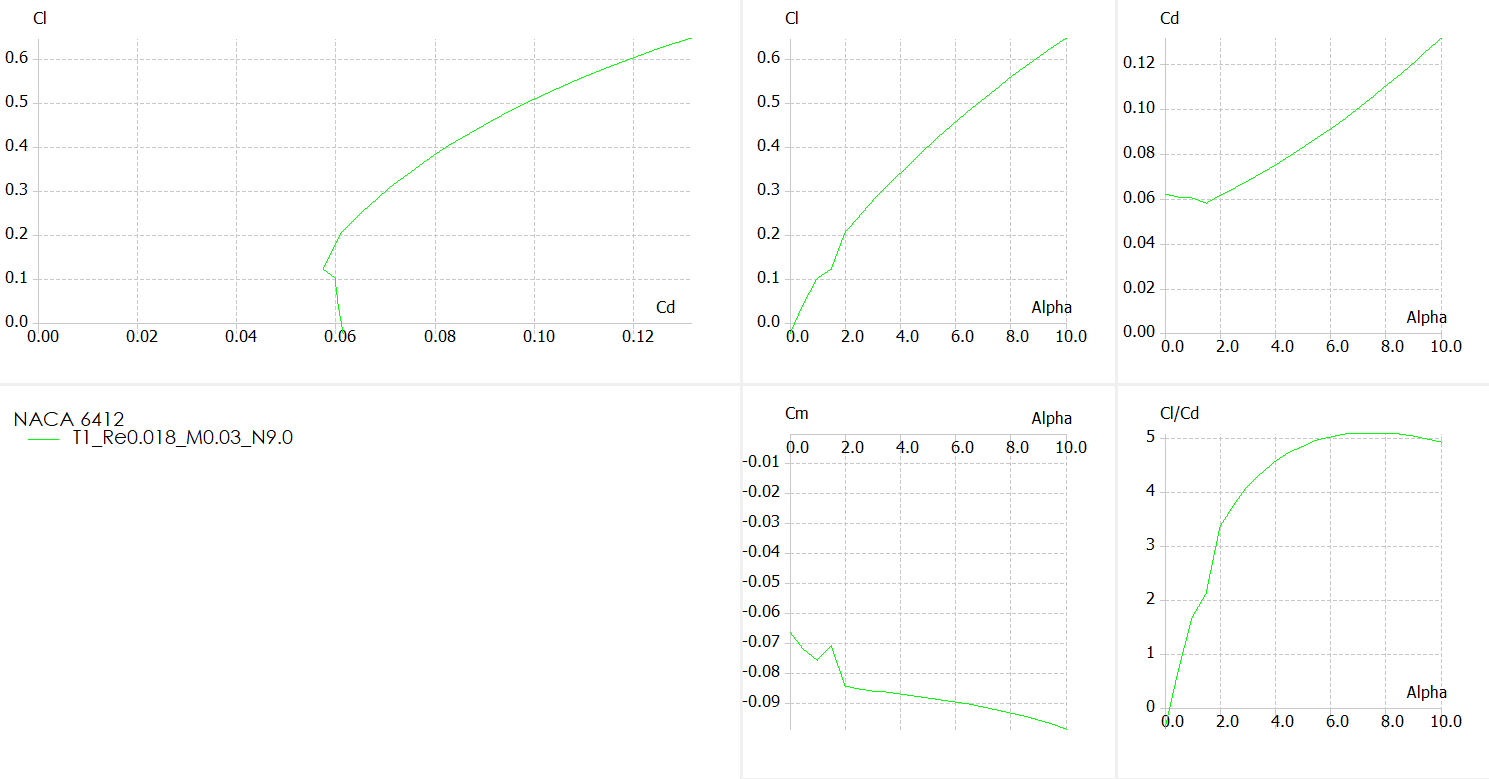 Cl
0.6
0.5
0.4
0.3
0.2
0.1
0.0
Cd
0.00 0.02 0.04 0.06 0.08 0.10 0.12
Cl
0.6
0.5
0.4
0.3
0.2
0.1
0.0
Alpha
0.0 2.0 4.0 6.0 8.0 10.0
Cd
0.12
0.10
0.08
0.06
0.04
0.02
0.00
Alpha
0.0 2.0 4.0 6.0 8.0 10.0
NACA 6412
T1_Re0.018_M0.03_N9.0
Cm
Alpha
0.0 2.0 4.0 6.0 8.0 10.0
-0.01
-0.02
-0.03
-0.04
-0.05
-0.06
-0.07
-0.08
-0.09
Cl/Cd
5
4
3
2
1
0
Alpha
0.0 2.0 4.0 6.0 8.0 10.0